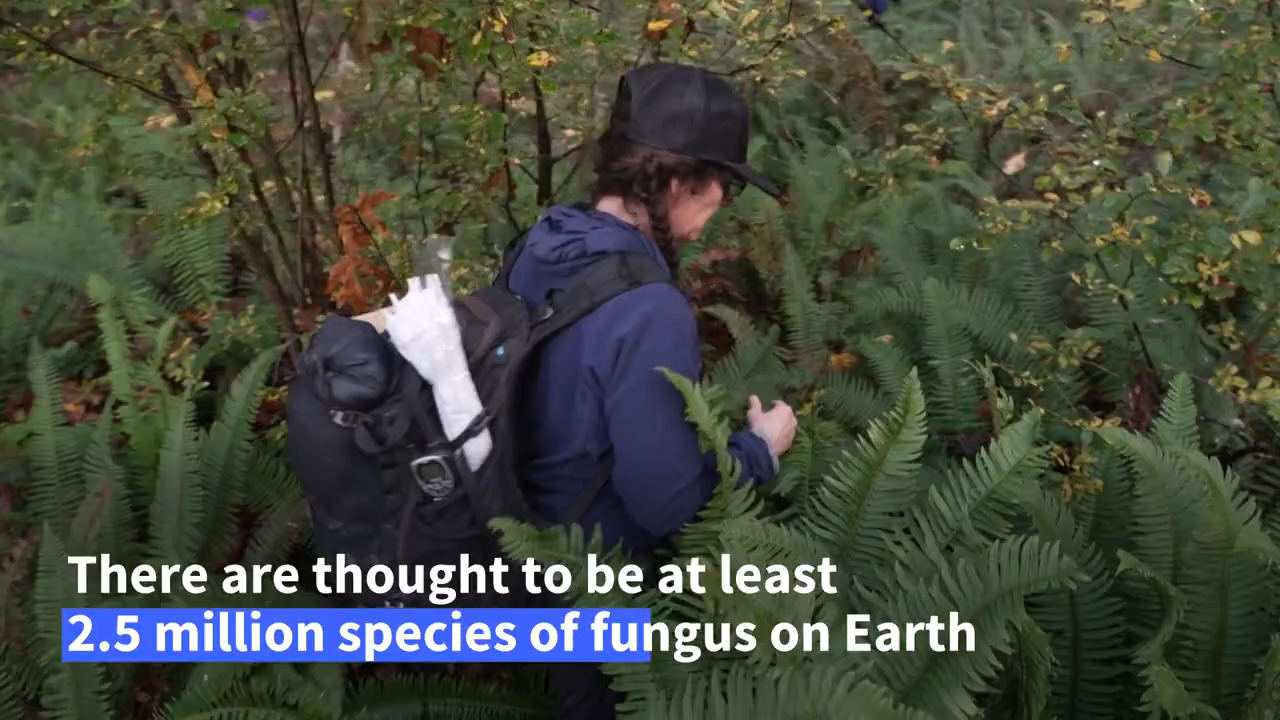 There are thought to be at least
2.5 million species of fungus on Earth